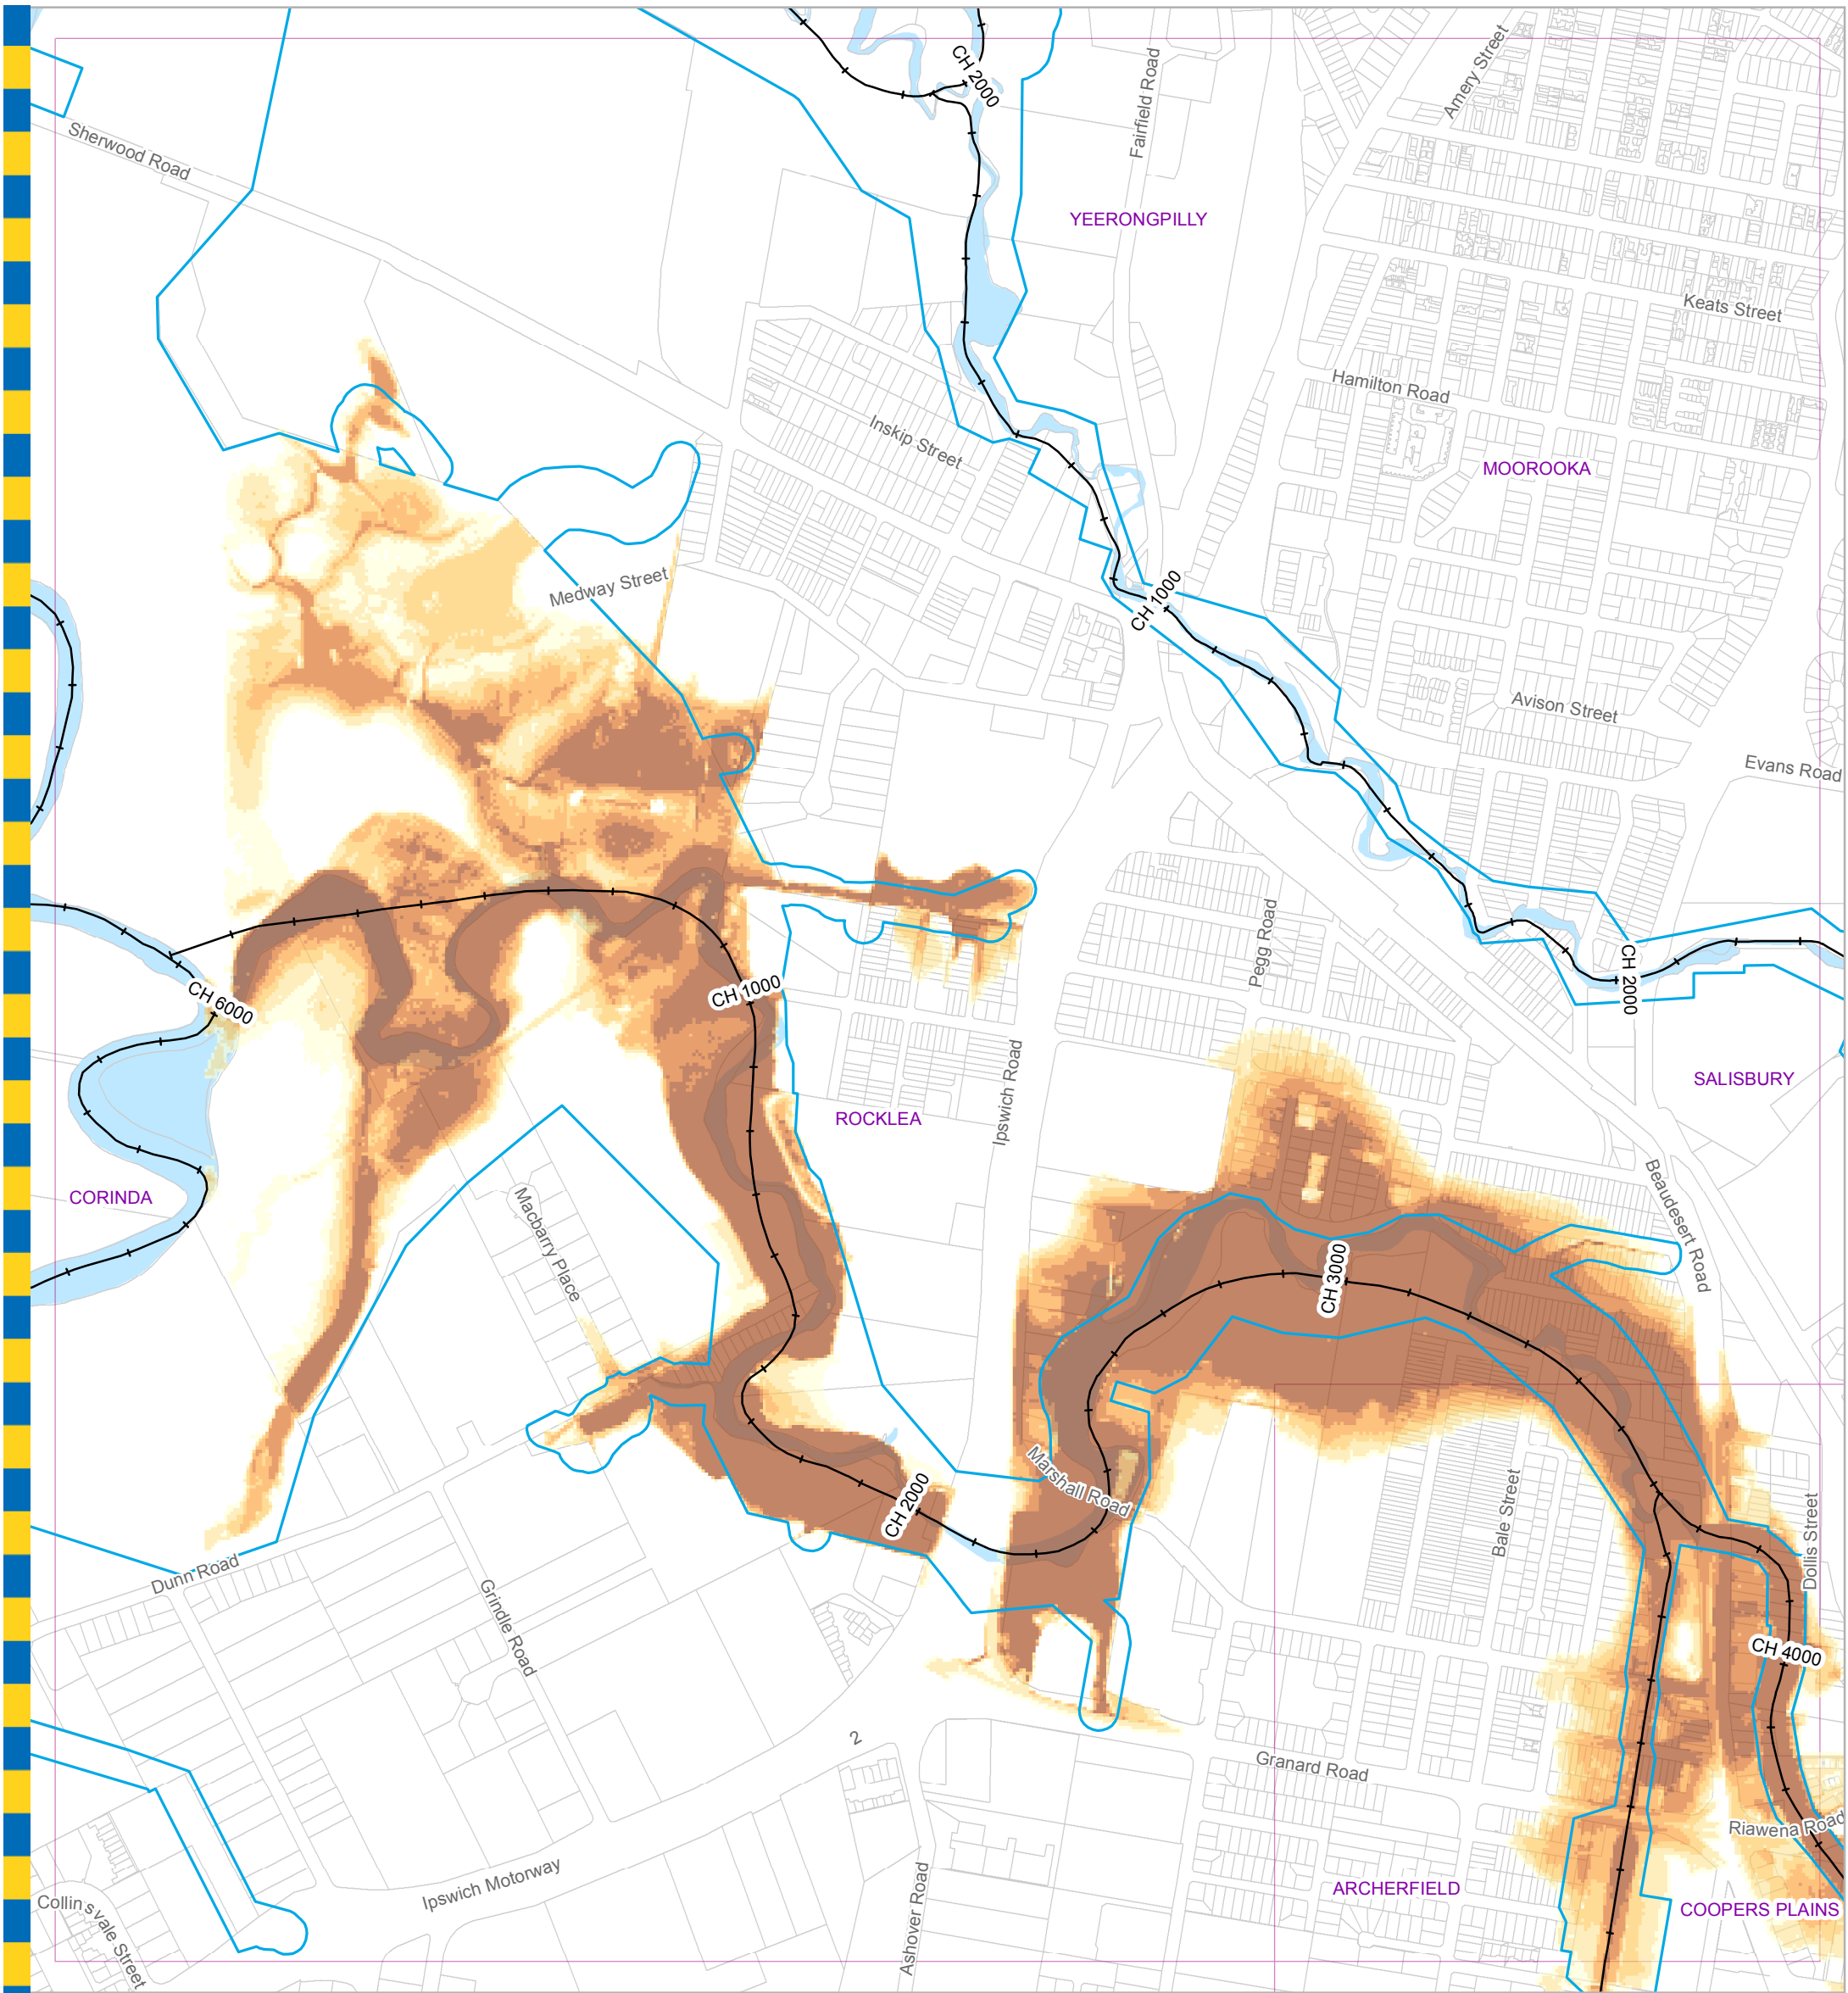 CH 2000
Fairfield Road
Amery Street
Sherwood Road
YEERONGPILLY
Keats Street
Hamilton Road
Inskip Street
MOOROOKA
Medway Street
CH 1000
Avison Street
Evans Road
Pegg Road
CH 2000
CH 6000
CH 1000
Ipswich Road
SALISBURY
ROCKLEA
CORINDA
Macbarry Place
Beaudesert Road
CH 3000
Marshall Road
CH 2000
Bale Street
Dollis Street
Dunn Road
Grindle Road
CH 4000
2
Granard Road
Riawena Road
Ipswich Motorway
ARCHERFIELD
Collinsvale Street
Ashover Road
COOPERS PLAINS